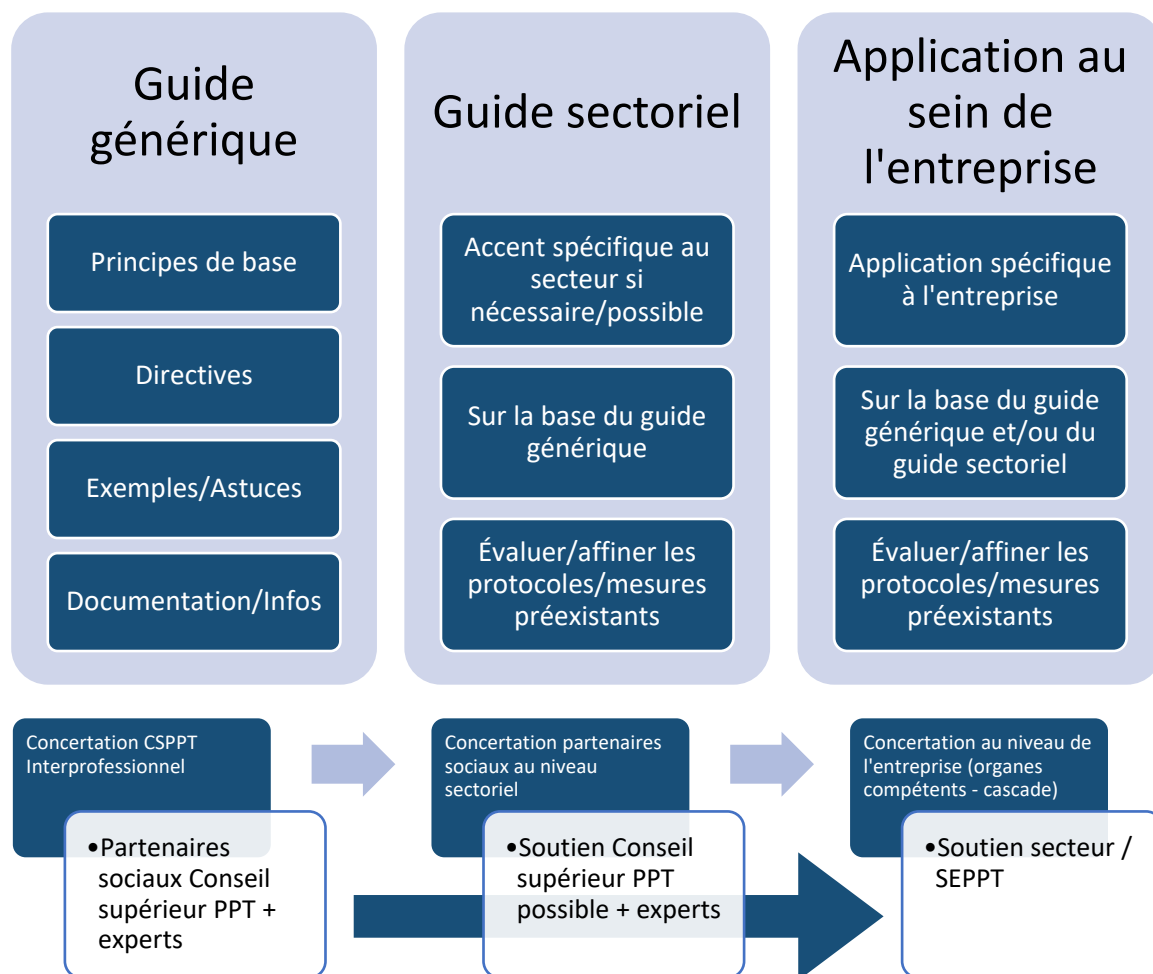 Guide
générique
Principes de base
Directives
Exemples/Astuces
Documentation/Infos
Guide sectoriel
Accent spécifique au
secteur si
nécessaire/possible
Sur la base du guide
générique
Évaluer/affiner les
protocoles/mesures
préexistants
Application au
sein de
l'entreprise
Application spécifique
à l'entreprise
Sur la base du guide
générique et/ou du
guide sectoriel
Évaluer/affiner les
protocoles/mesures
préexistants
Concertation CSPPT
Interprofessionnel
•Partenaires
sociaux Conseil
supérieur PPT +
experts
Concertation partenaires
sociaux au niveau
sectoriel
•Soutien Conseil
supérieur PPT
possible + experts
Concertation au niveau de
l'entreprise (organes
compétents - cascade)
•Soutien secteur /
SEPPT